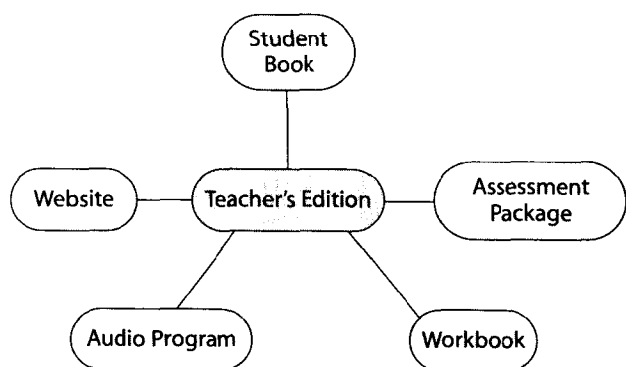 Student
Book
Website
Teacher's Edition
Assessment
Package
Audio Program
Workbook